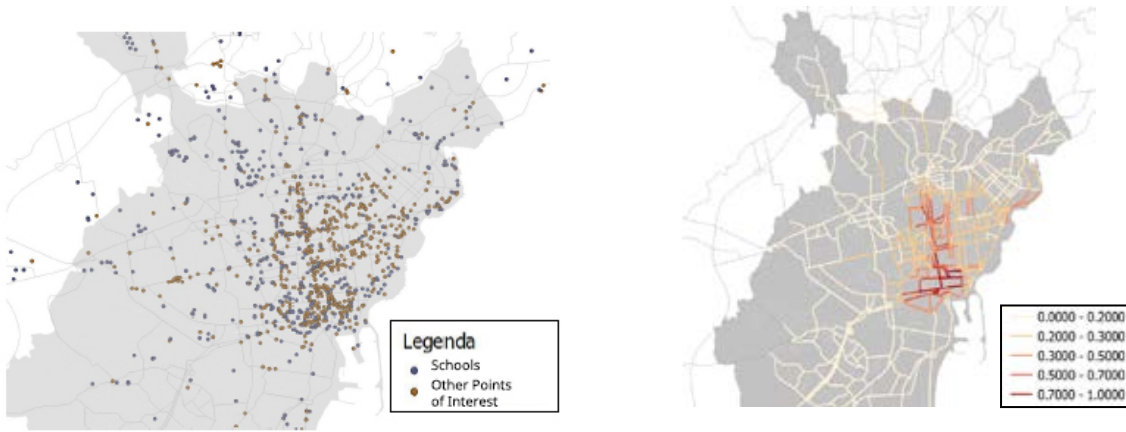 Legenda
Schools
Other Points
of Interest
0.0000 - 0.2000
0.2000 - 0.3000
0.3000 - 0.5000
0.5000 - 0.7000
0.7000 - 1.0000